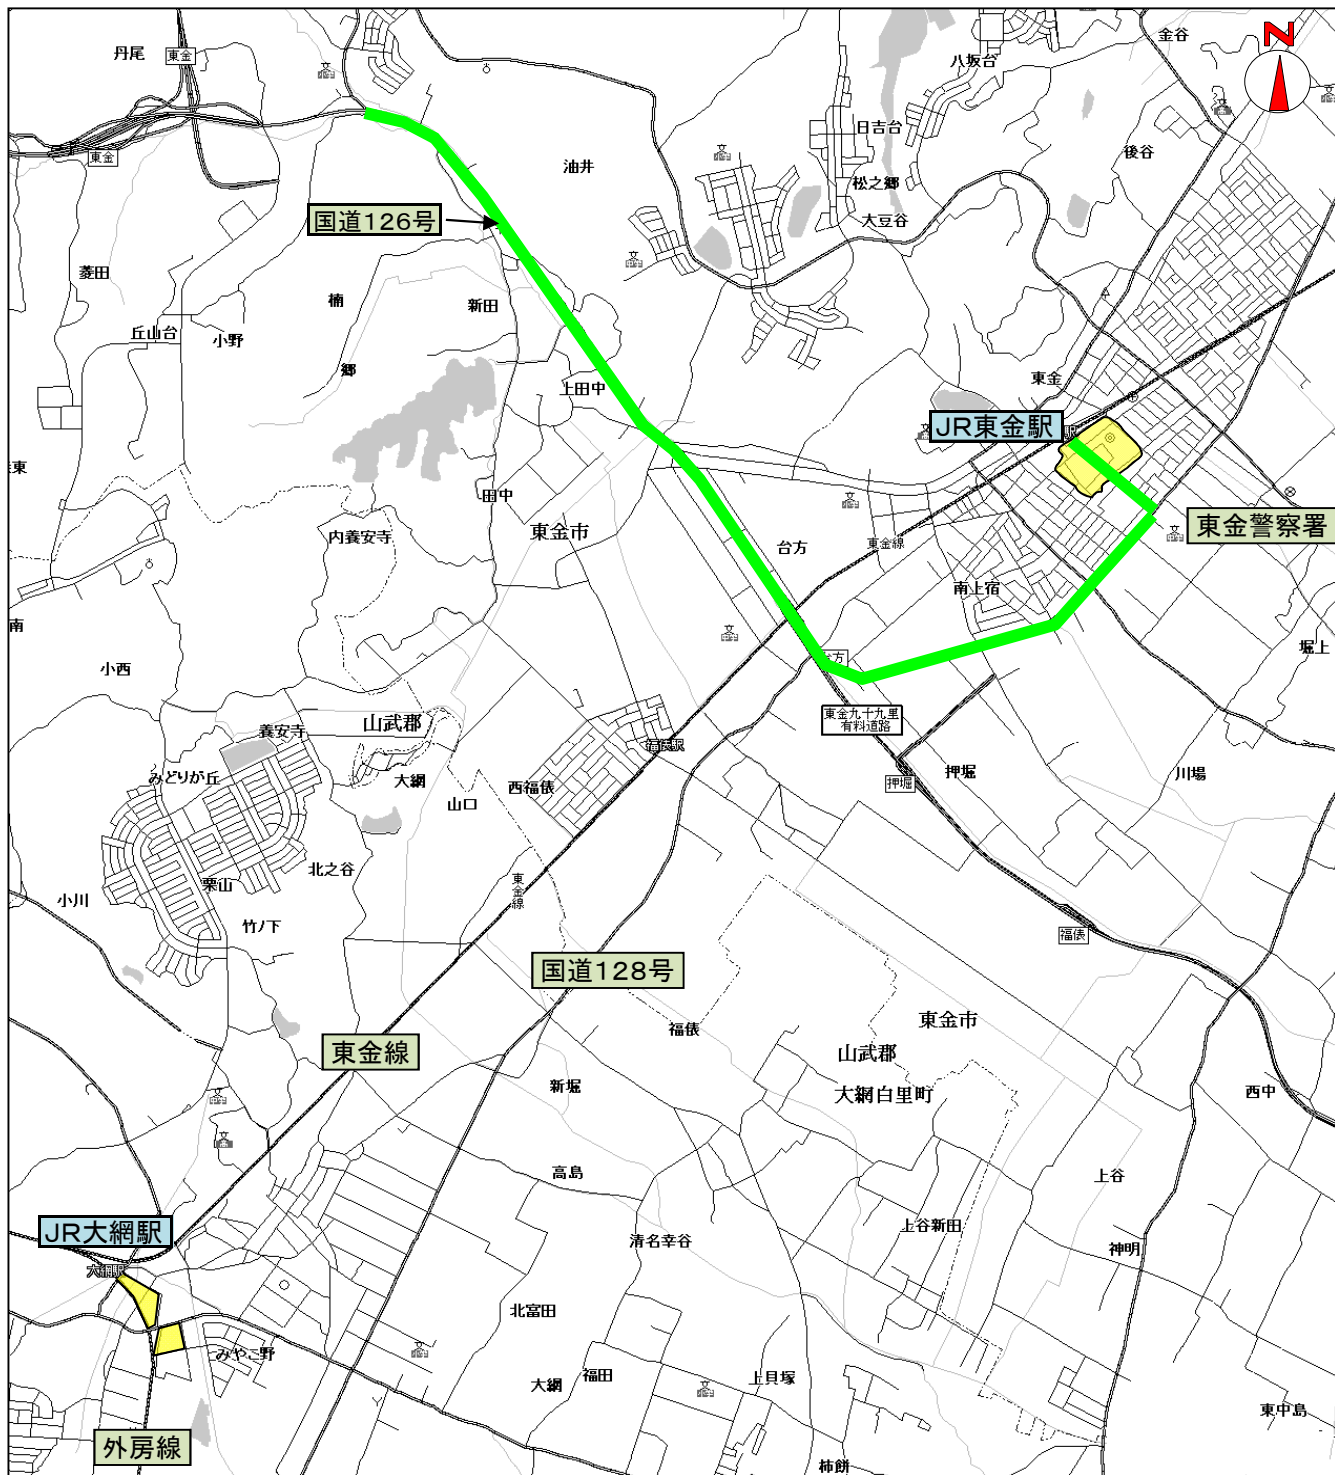 金谷
N
丹尾
東金
八坂台
日吉台
後谷
東金
油井
松之郷
大豆谷
国道126号
菱田
楠
新田
丘山台
小野
郷
上田中
東金
JR東金駅
駅
東
田中
東金市
内養安寺
台方
東金線
東金警察署
南上宿
南
堀上
小西
台方
東金九十九里
有料道路
山武郡
養安寺
福俵駅
みどりが丘
大網
西福俵
押堀
川場
押堀
山口
北之谷
栗山
東金線
小川
竹ノ下
福俵
国道128号
福俵
東金市
東金線
山武郡
新堀
大網白里町
西中
高島
上谷
JR大網駅
上谷新田
清名幸谷
神明
大網駅
北富田
みやこ野
大網
福田
上貝塚
東中島
外房線
柿餅